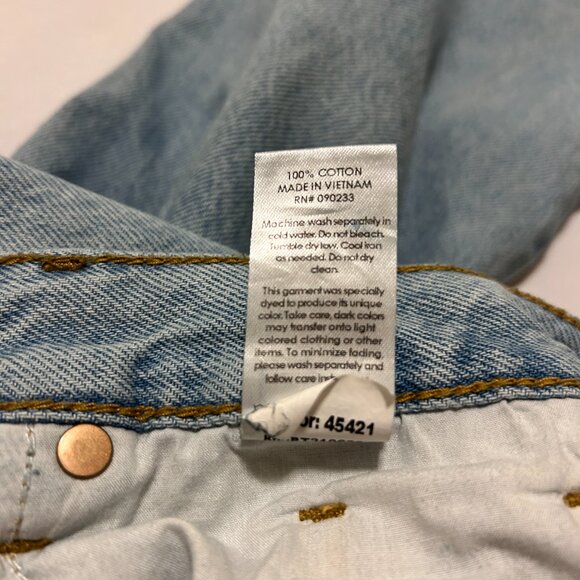 100% COTTON
MADE IN VIETNAM
RN# 090233
Machine wash separately in
cold water. Do not bleach.
Tumble dry low. Cool iron
as needed. Do not dry
clean.
This garment was specially
dyed to produce its unique
color. Take care, dark colors
may transfer onto light
colored clothing or other
items. To minimize fading,
please wash separately and
follow care
45421